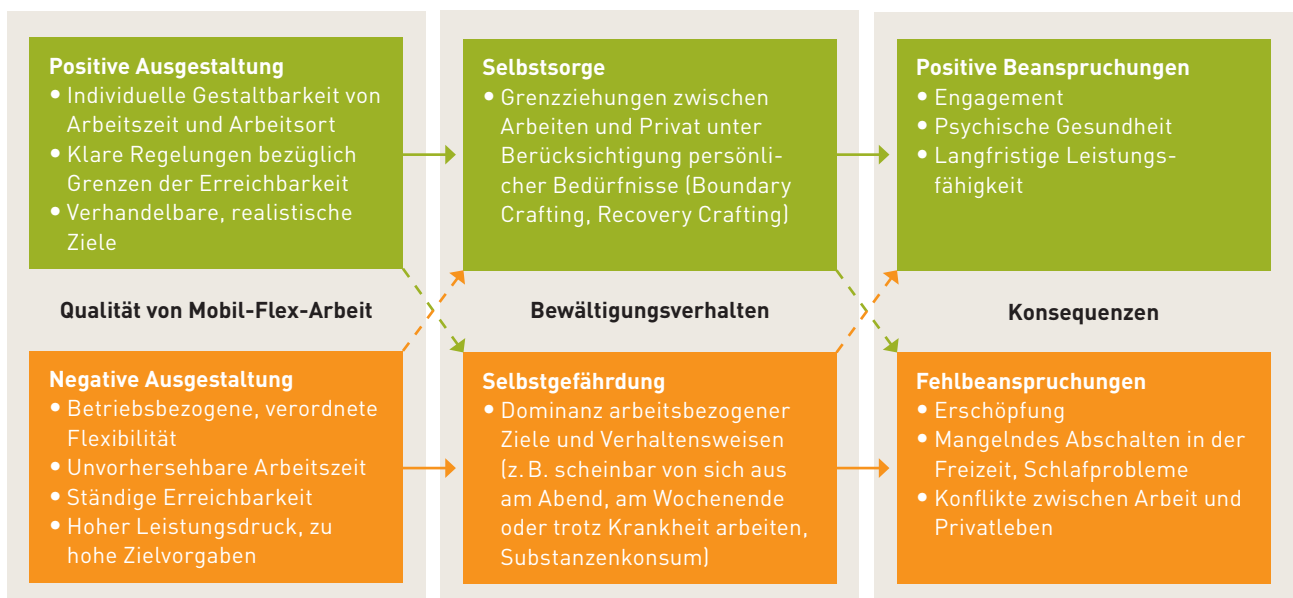 Positive Ausgestaltung
• Individuelle Gestaltbarkeit von
Arbeitszeit und Arbeitsort
• Klare Regelungen bezüglich
Grenzen der Erreichbarkeit
• Verhandelbare, realistische
Ziele
Qualität von Mobil-Flex-Arbeit
Negative Ausgestaltung
• Betriebsbezogene, verordnete
Flexibilität
• Unvorhersehbare Arbeitszeit
• Ständige Erreichbarkeit
• Hoher Leistungsdruck, zu
hohe Zielvorgaben
Selbstsorge
• Grenzziehungen zwischen
Arbeiten und Privat unter
Berücksichtigung persönli-
cher Bedürfnisse (Boundary
Crafting, Recovery Crafting)
Bewältigungsverhalten
Selbstgefährdung
• Dominanz arbeitsbezogener
Ziele und Verhaltensweisen
(z. B. scheinbar von sich aus
am Abend, am Wochenende
oder trotz Krankheit arbeiten,
Substanzenkonsum)
Positive Beanspruchungen
• Engagement
• Psychische Gesundheit
• Langfristige Leistungs-
fähigkeit
Konsequenzen
Fehlbeanspruchungen
• Erschöpfung
• Mangelndes Abschalten in der
Freizeit, Schlafprobleme
• Konflikte zwischen Arbeit und
Privatleben